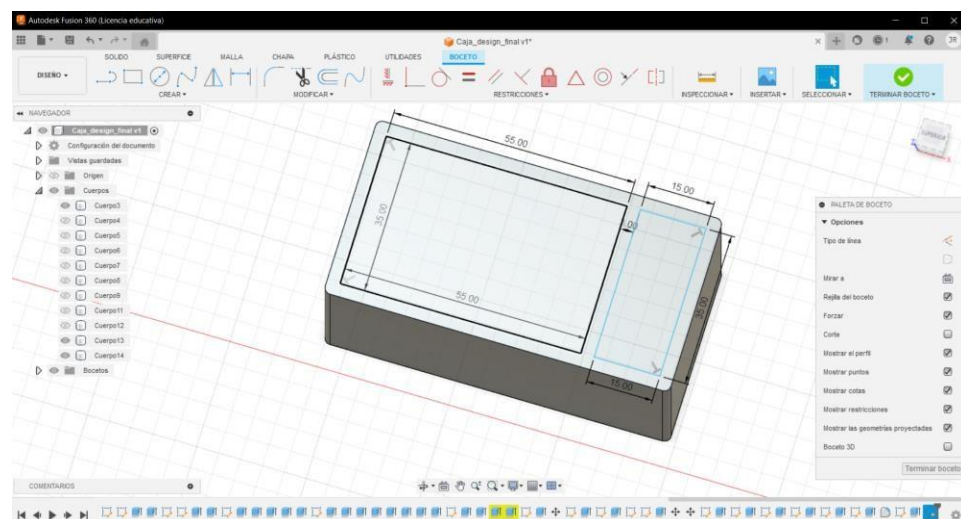 Autodesk Fusion 360 (Licencia educativa)
Caja_design_final v1*
1
JR
SOLIDO SUPERFICIE MALLA CHAPA PLÁSTICO UTILIDADES BOCETO
DISEÑO
CREAR MODIFICAR RESTRICCIONES INSPECCIONAR INSERTAR SELECCIONAR TERMINAR BOCETO
NAVEGADOR
Caja_design_final v1
Configuración del documento
Vistas guardadas
Origen
Cuerpos
Cuerpo3
Cuerpo4
Cuerpo5
Cuerpo6
Cuerpo7
Cuerpo8
Cuerpo9
Cuerpo11
Cuerpo12
Cuerpo13
Cuerpo14
Bocetos
55.00
15.00
35.00
.00
55.00
35.00
15.00
SUPERIOR
PALETA DE BOCETO
Opciones
Tipo de línea
Mirar a
Rejilla del boceto
Forzar
Corte
Mostrar el perfil
Mostrar puntos
Mostrar cotas
Mostrar restricciones
Mostrar las geometrías proyectadas
Boceto 3D
Terminar boceto
COMENTARIOS